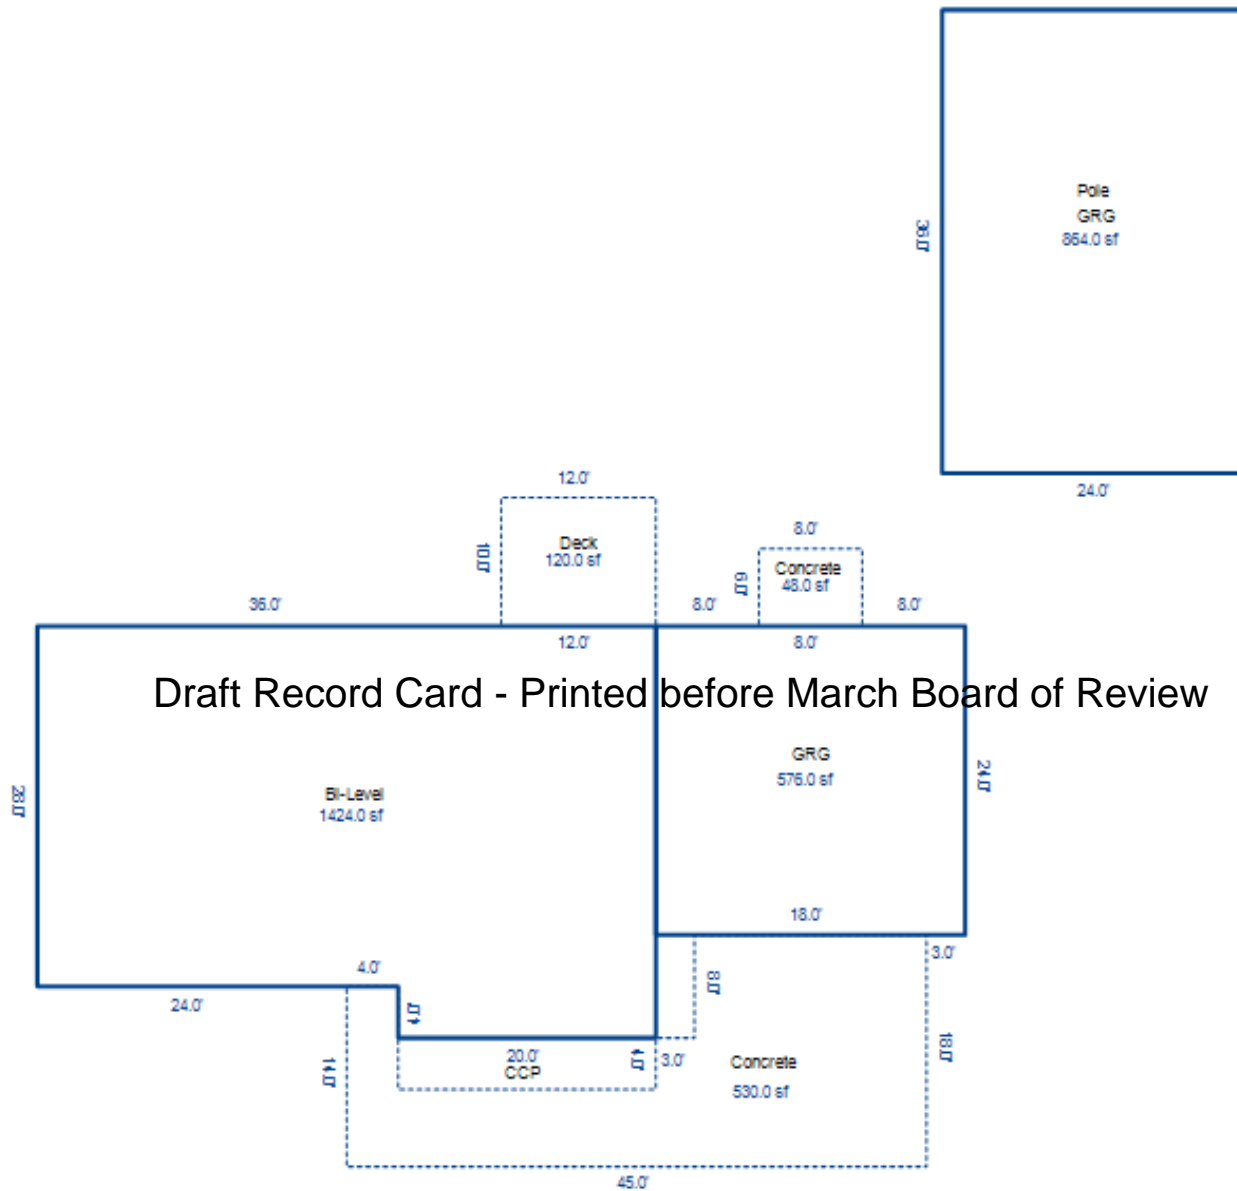 Pole
GRG
36.0'
864.0 sf
24.0'
12.0'
8.0'
Deck
10.0'
120.0 sf
Concrete
6.0'
48.0 sf
36.0'
8.0'
8.0'
12.0'
8.0'
Draft Record Card - Printed before March Board of Review
GRG
576.0 sf
24.0'
Bi-Level
1424.0 sf
28.0'
18.0'
3.0'
4.0'
8.0'
24.0'
4.0'
18.0'
20.0'
4.0'
3.0'
CCP
14.0'
Concrete
530.0 sf
45.0'